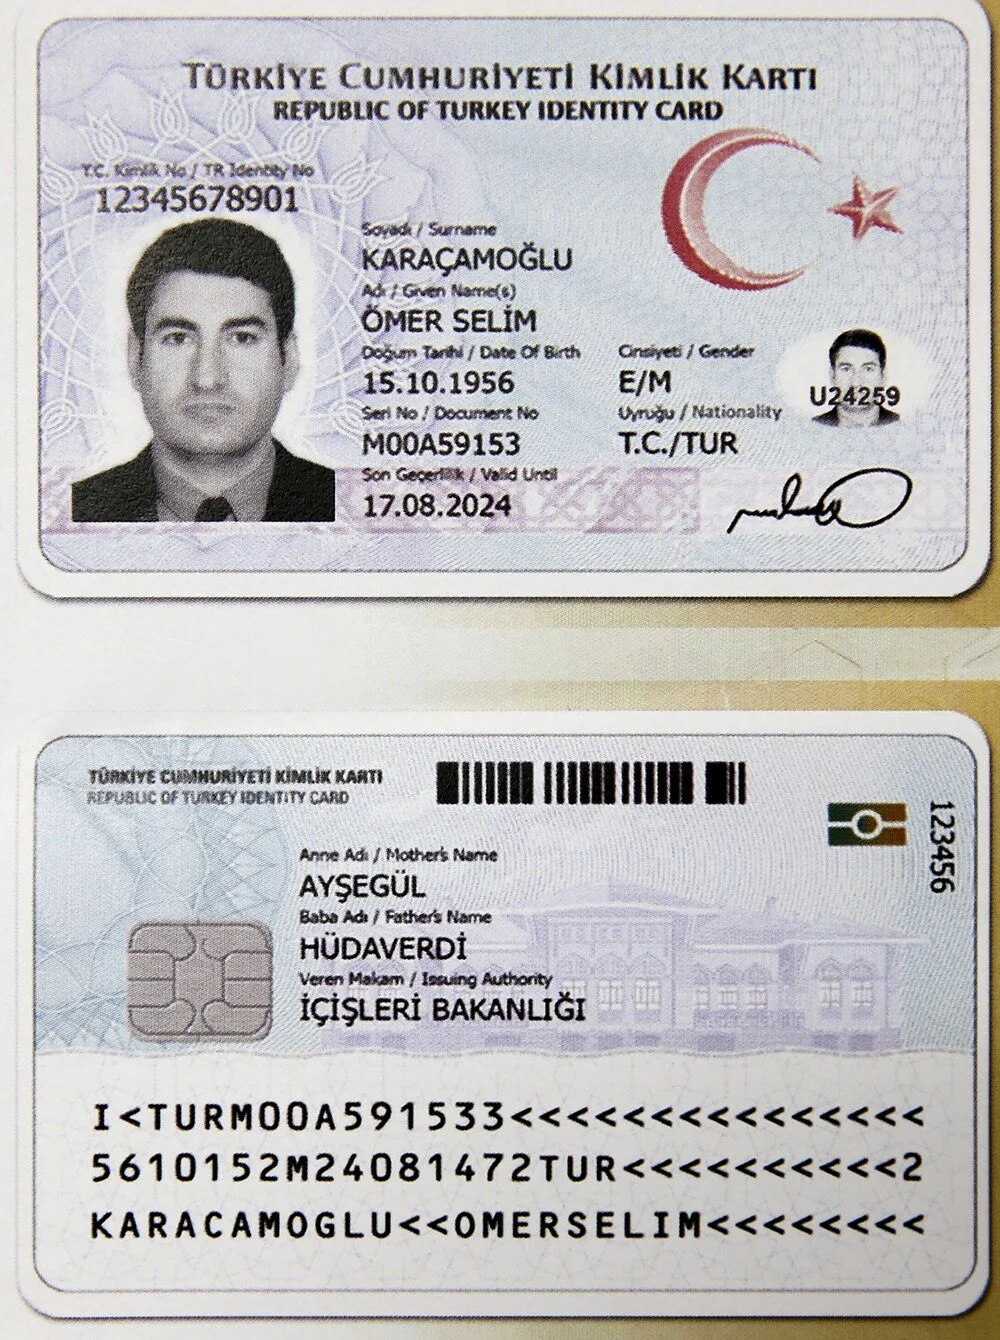 TÜRKİYE CUMHURİYETİ KİMLİK KARTI
REPUBLIC OF TURKEY IDENTITY CARD
T.C. Kimlik No / TR Identity No
12345678901
Soyadı / Surname
KARAÇAMOĞLU
Adı / Given Name(s)
ÖMER SELİM
Doğum Tarihi / Date Of Birth
15.10.1956
Cinsiyeti / Gender
E/M
Seri No / Document No
M00A59153
Uyruğu / Nationality
T.C./TUR
Son Geçerlilik / Valid Until
17.08.2024
U24259
TÜRKİYE CUMHURİYETİ KİMLİK KARTI
REPUBLIC OF TURKEY IDENTITY CARD
123456
Anne Adı / Mother's Name
AYŞEGÜL
Baba Adı / Father's Name
HÜDAVERDİ
Veren Makam / Issuing Authority
İÇİŞLERİ BAKANLIĞI
I<TURM00A591533<<<<<<<<<<<<<<<
5610152M24081472TUR<<<<<<<<<<2
KARACAMOGLU<<OMERSELIM<<<<<<<<